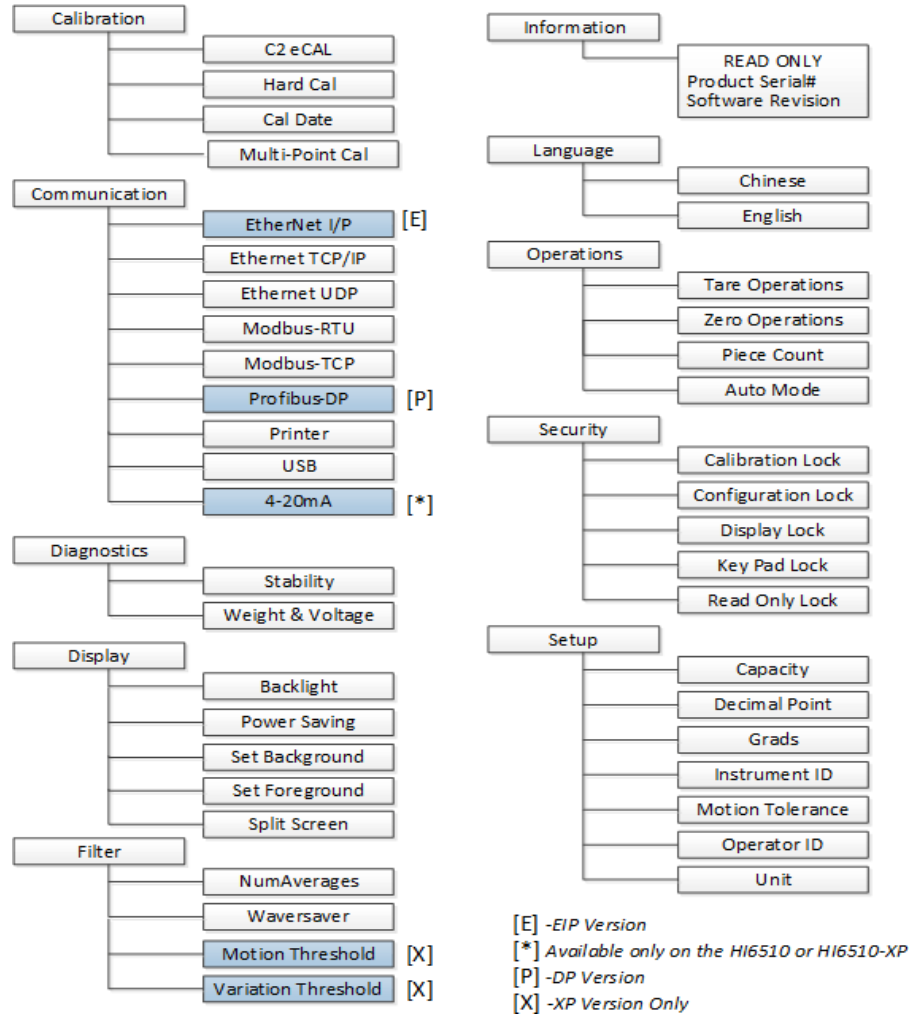 Calibration
C2 eCAL
Hard Cal
Cal Date
Multi-Point Cal
Communication
EtherNet I/P [E]
Ethernet TCP/IP
Ethernet UDP
Modbus-RTU
Modbus-TCP
Profibus-DP [P]
Printer
USB
4-20mA [*]
Diagnostics
Stability
Weight & Voltage
Display
Backlight
Power Saving
Set Background
Set Foreground
Split Screen
Filter
NumAverages
Waversaver
Motion Threshold [X]
Variation Threshold [X]
Information
READ ONLY
Product Serial#
Software Revision
Language
Chinese
English
Operations
Tare Operations
Zero Operations
Piece Count
Auto Mode
Security
Calibration Lock
Configuration Lock
Display Lock
Key Pad Lock
Read Only Lock
Setup
Capacity
Decimal Point
Grads
Instrument ID
Motion Tolerance
Operator ID
Unit
[E] -EIP Version
[*] Available only on the HI6510 or HI6510-XP
[P] -DP Version
[X] -XP Version Only